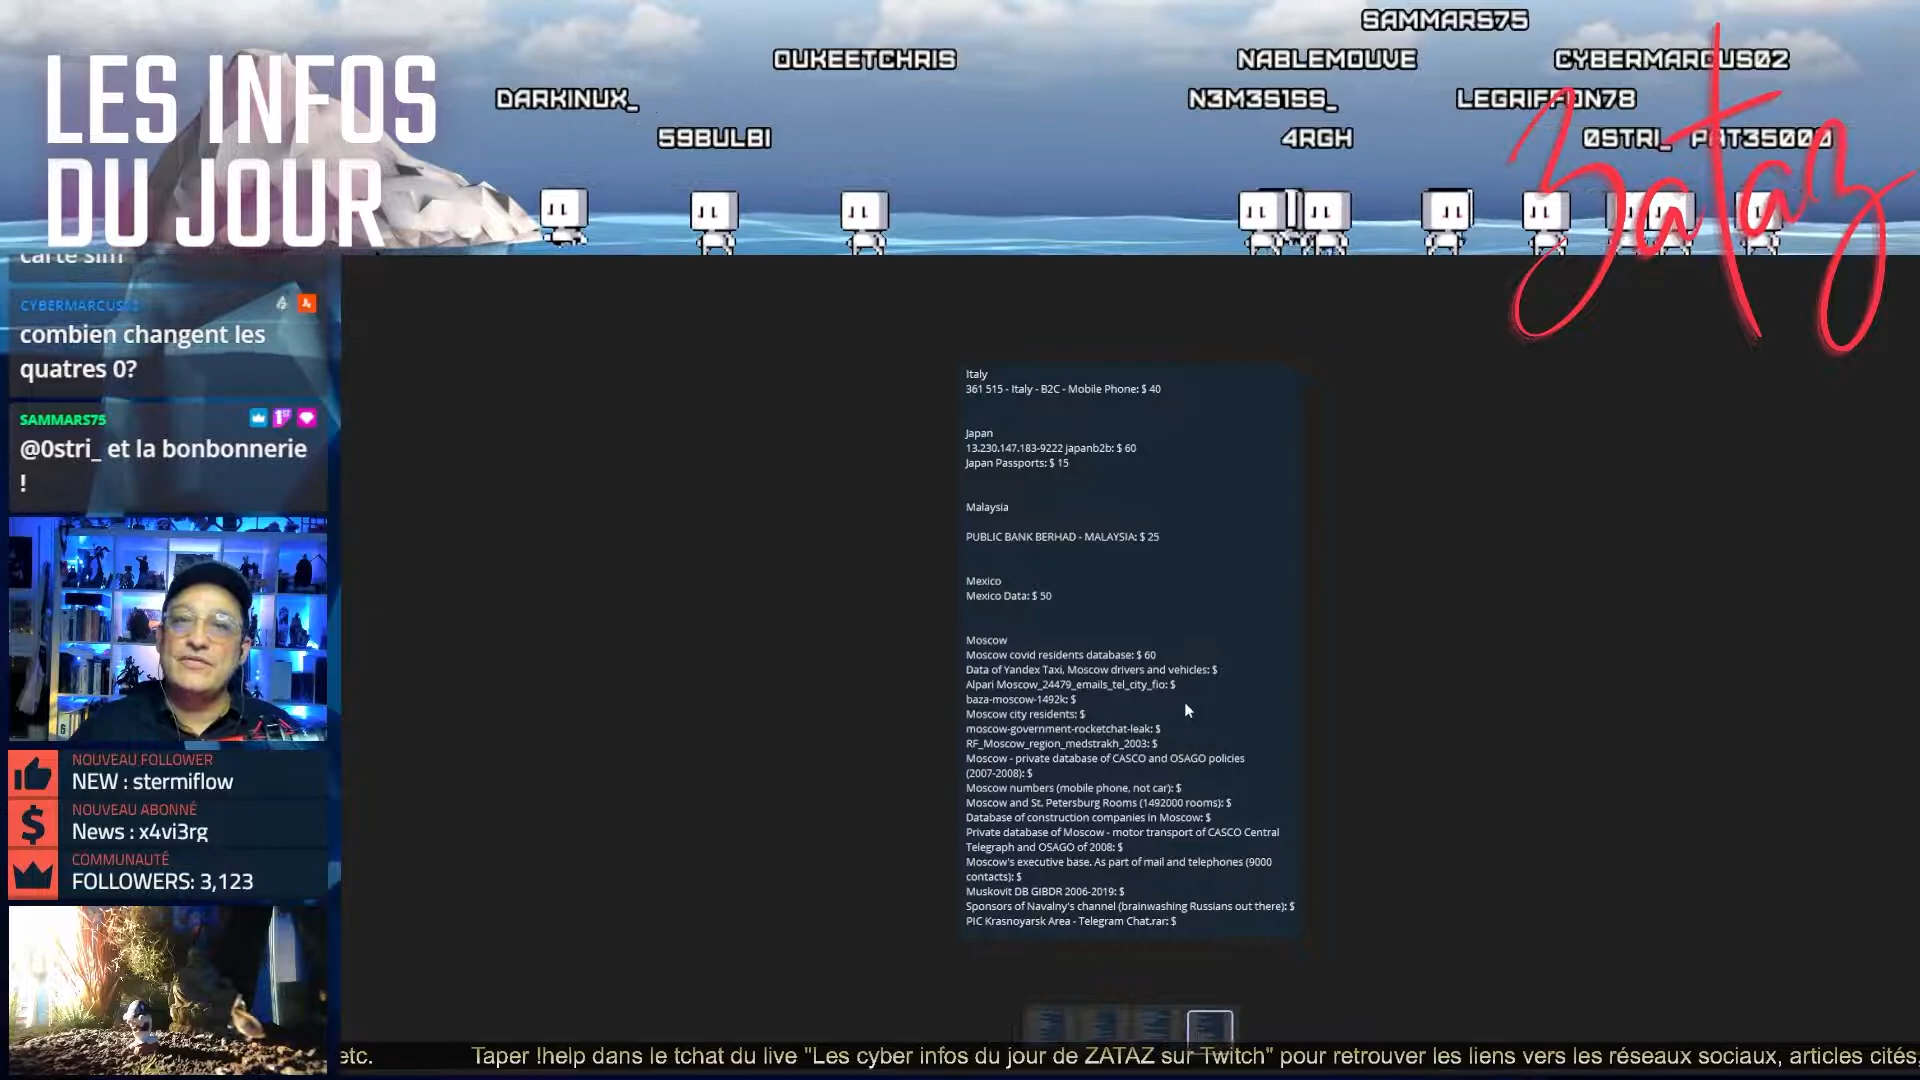 LES INFOS
DU JOUR
SAMMARS75
OUKEETCHRIS
NABLEMOUVE
CYBERMARCUS02
DARKINUX_
N3M3S1SS_
LEGRIFF0N78
59BULBI
4RGH
0STRI_
PAT35000
Zataz
carte sim
CYBERMARCUS02
combien changent les
quatres 0?
SAMMARS75
@0stri_ et la bonbonnerie
!
NOUVEAU FOLLOWER
NEW : stermiflow
NOUVEAU ABONNÉ
News : x4vi3rg
COMMUNAUTÉ
FOLLOWERS: 3,123
Italy
361 515 - Italy - B2C - Mobile Phone: $ 40
Japan
13.230.147.183-9222 japanb2b: $ 60
Japan Passports: $ 15
Malaysia
PUBLIC BANK BERHAD - MALAYSIA: $ 25
Mexico
Mexico Data: $ 50
Moscow
Moscow covid residents database: $ 60
Data of Yandex Taxi, Moscow drivers and vehicles: $
Alpari Moscow_24479_emails_tel_city_fio: $
baza-moscow-1492k: $
Moscow city residents: $
moscow-government-rocketchat-leak: $
RF_Moscow_region_medstrakh_2003: $
Moscow - private database of CASCO and OSAGO policies
(2007-2008): $
Moscow numbers (mobile phone, not car): $
Moscow and St. Petersburg Rooms (1492000 rooms): $
Database of construction companies in Moscow: $
Private database of Moscow - motor transport of CASCO Central
Telegraph and OSAGO of 2008: $
Moscow's executive base. As part of mail and telephones (9000
contacts): $
Muskovit DB GIBDR 2006-2019: $
Sponsors of Navalny's channel (brainwashing Russians out there): $
PIC Krasnoyarsk Area - Telegram Chat.rar: $
etc. Taper !help dans le tchat du live "Les cyber infos du jour de ZATAZ sur Twitch" pour retrouver les liens vers les réseaux sociaux, articles cités,